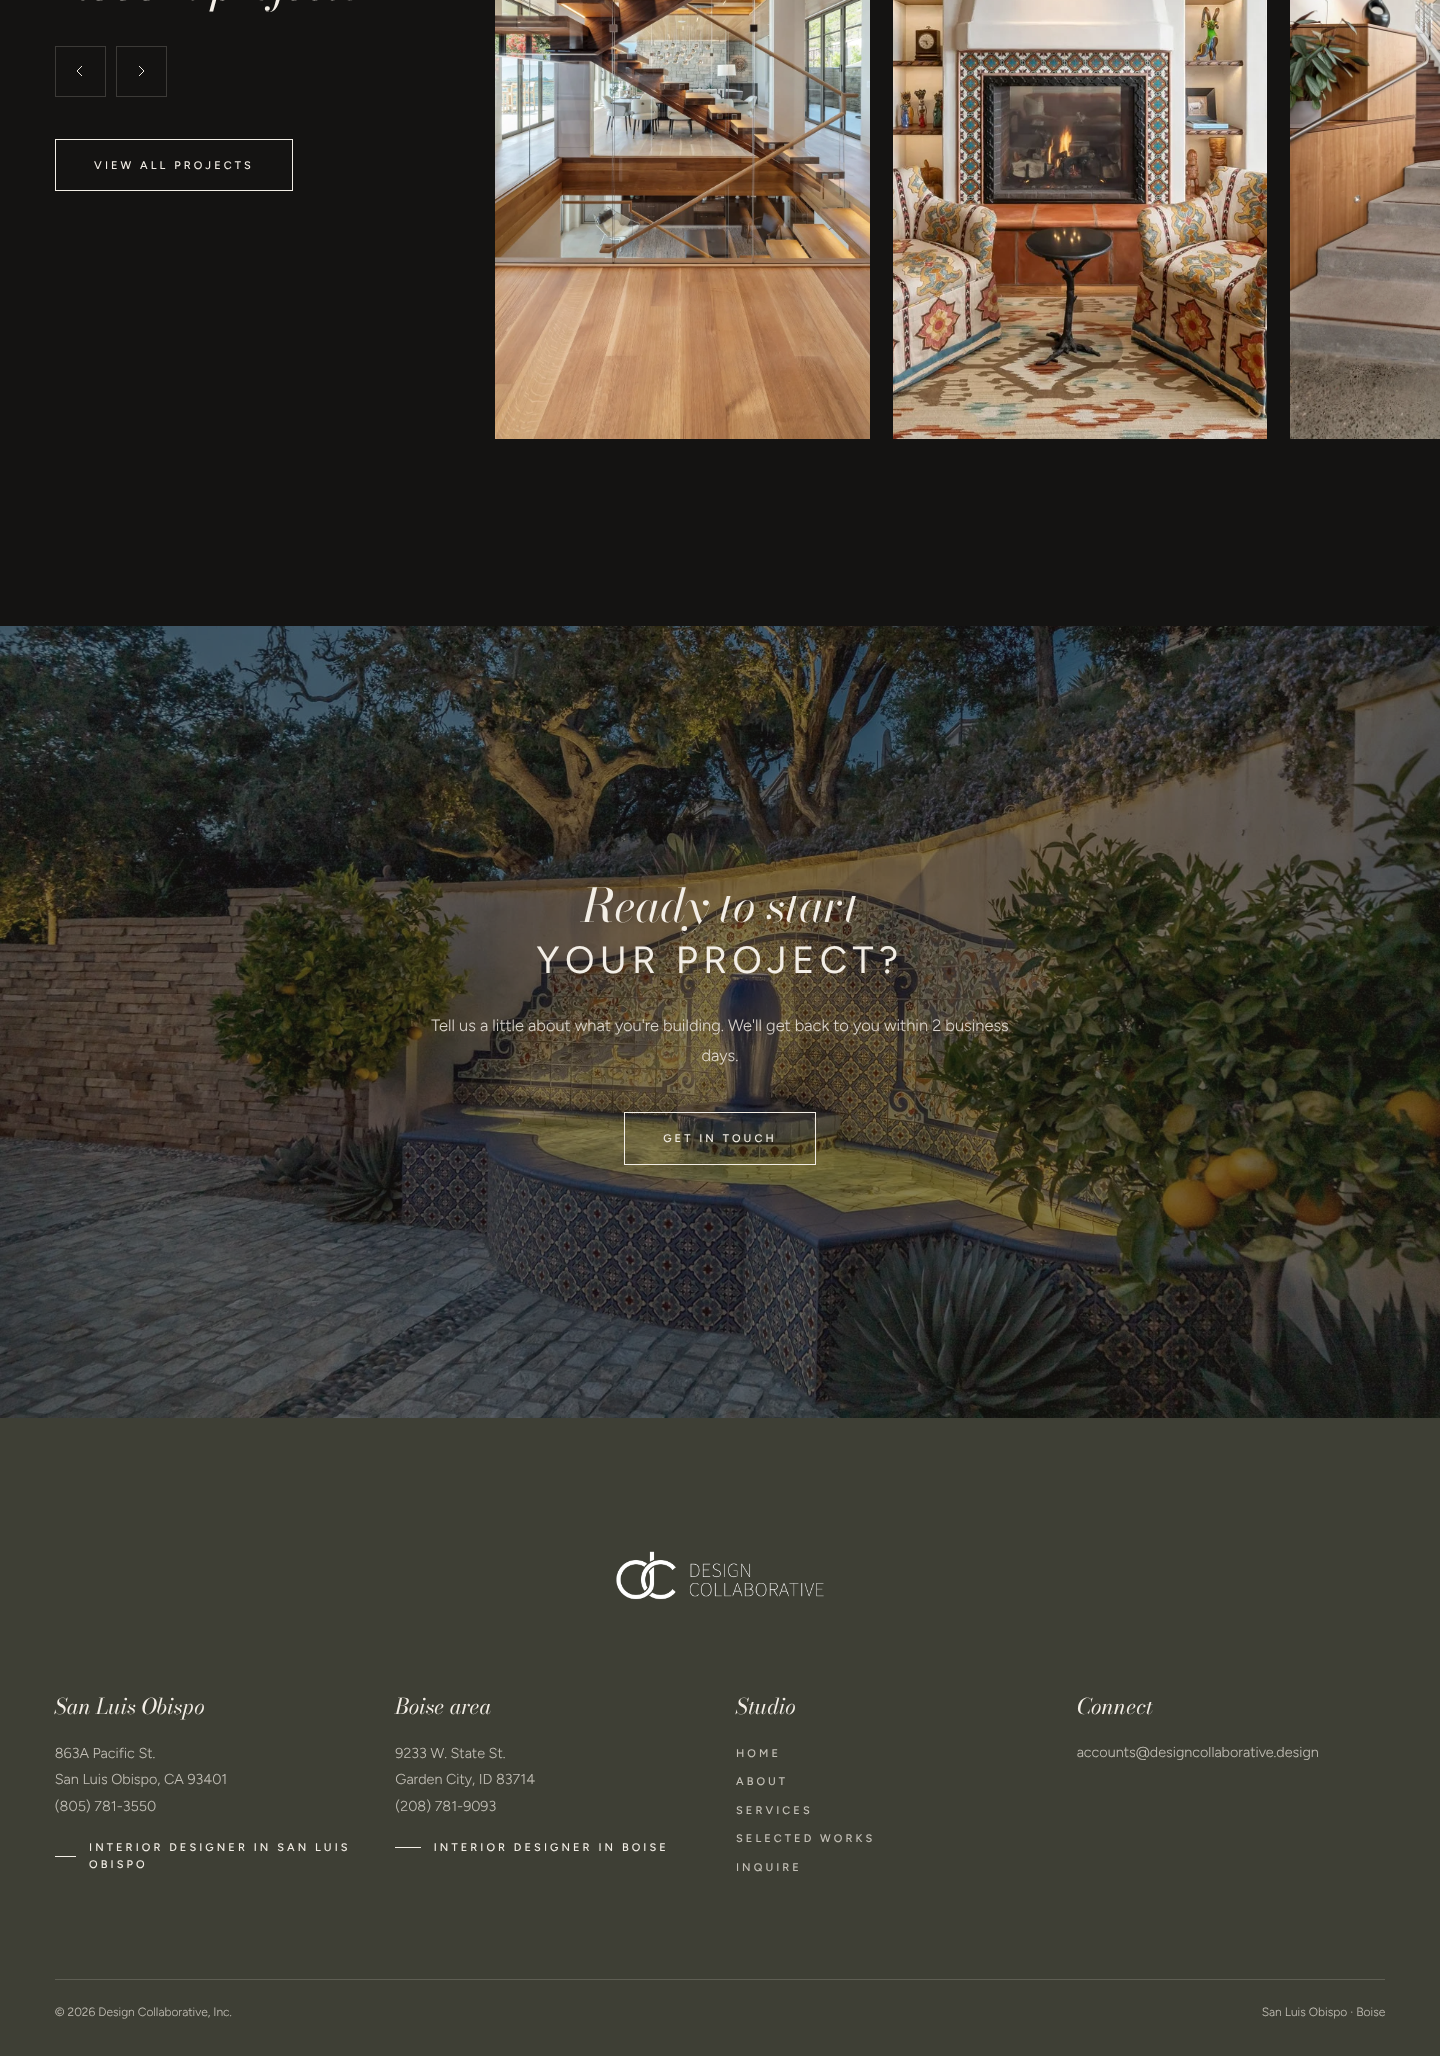 VIEW ALL PROJECTS
Ready to start
YOUR PROJECT?
Tell us a little about what you're building. We'll get back to you within 2 business
days.
GET IN TOUCH
dc DESIGN
COLLABORATIVE
San Luis Obispo
863A Pacific St.
San Luis Obispo, CA 93401
(805) 781-3550
INTERIOR DESIGNER IN SAN LUIS
OBISPO
Boise area
9233 W. State St.
Garden City, ID 83714
(208) 781-9093
INTERIOR DESIGNER IN BOISE
Studio
HOME
ABOUT
SERVICES
SELECTED WORKS
INQUIRE
Connect
accounts@designcollaborative.design
© 2026 Design Collaborative, Inc.
San Luis Obispo · Boise